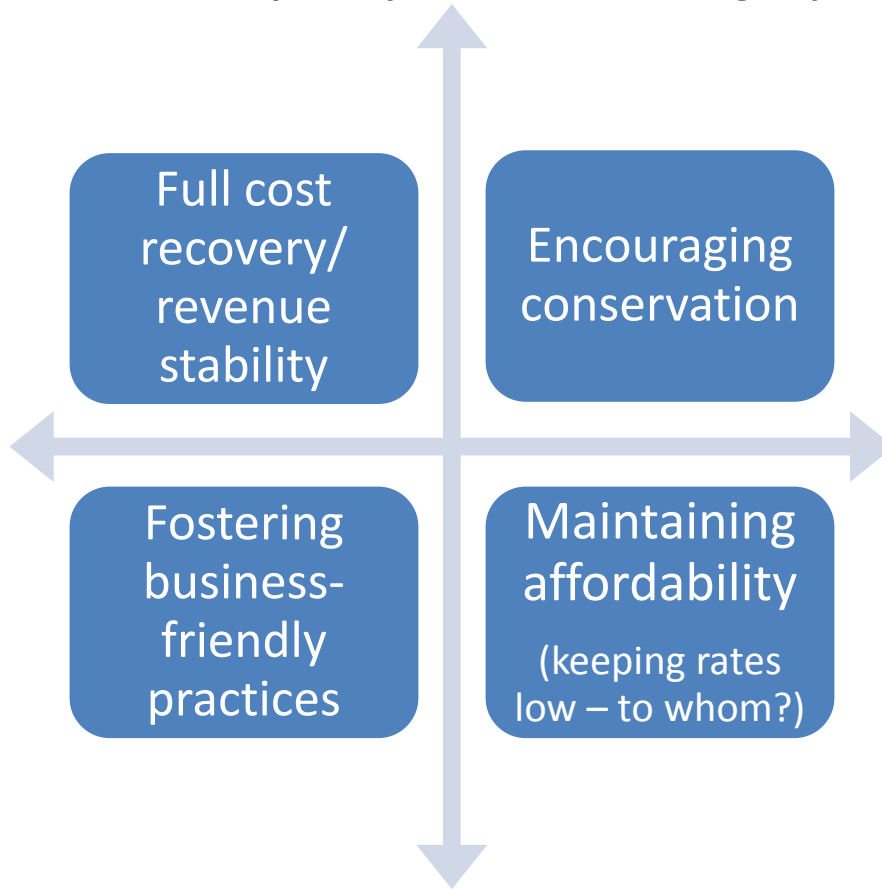 Full cost
recovery/
revenue
stability
Encouraging
conservation
Fostering
business-
friendly
practices
Maintaining
affordability
(keeping rates
low – to whom?)